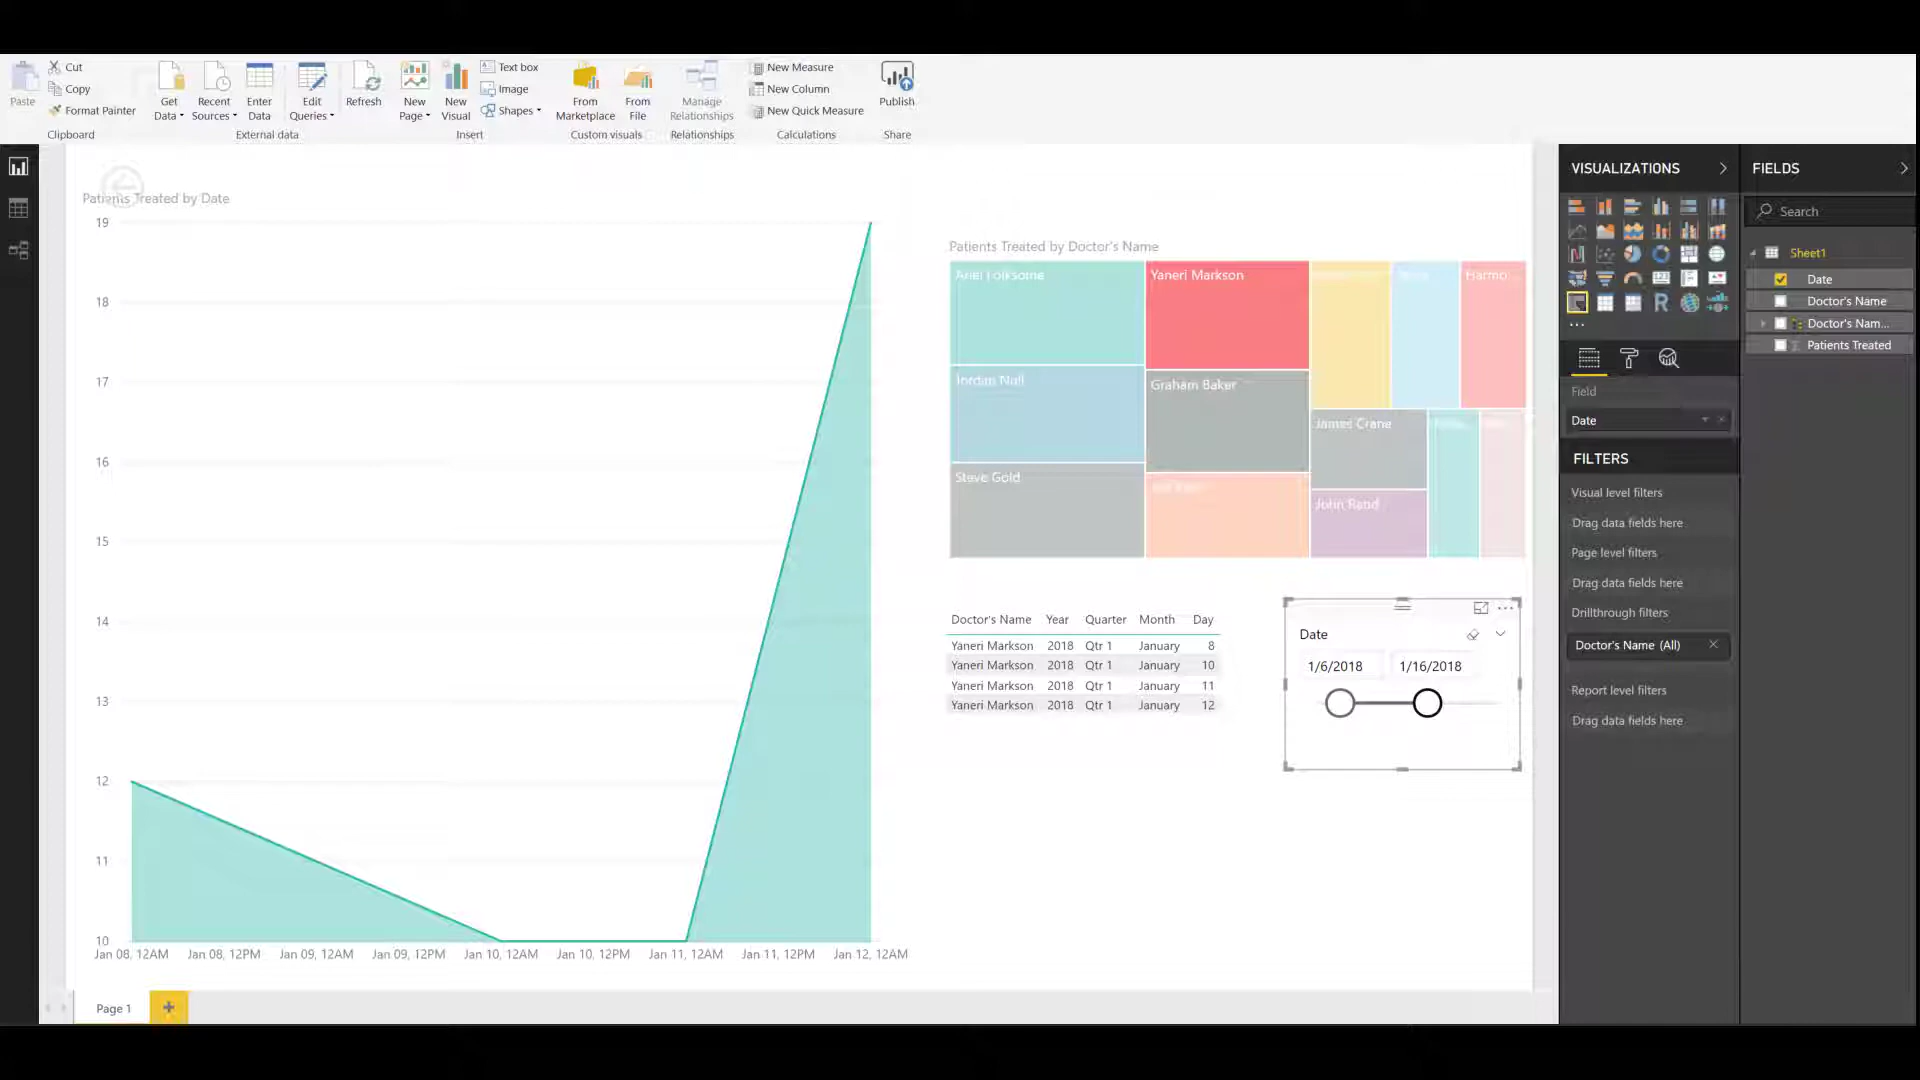 Paste
Cut
Copy
Format Painter
Clipboard
Get Data
Recent Sources
Enter Data
Edit Queries
Refresh
External data
New Page
New Visual
Text box
Image
Shapes
Insert
From Marketplace
From File
Custom visuals
Manage Relationships
Relationships
New Measure
New Column
New Quick Measure
Calculations
Publish
Share
Patients Treated by Date
19
18
17
16
15
14
13
12
11
10
Jan 08, 12AM Jan 08, 12PM Jan 09, 12AM Jan 09, 12PM Jan 10, 12AM Jan 10, 12PM Jan 11, 12AM Jan 11, 12PM Jan 12, 12AM
Patients Treated by Doctor's Name
Ariel Folksome
Yaneri Markson
Harmo...
Jordan Null
Graham Baker
James Crane
Steve Gold
John Rand
Doctor's Name Year Quarter Month Day
Yaneri Markson 2018 Qtr 1 January 8
Yaneri Markson 2018 Qtr 1 January 10
Yaneri Markson 2018 Qtr 1 January 11
Yaneri Markson 2018 Qtr 1 January 12
Date
1/6/2018 1/16/2018
Page 1
VISUALIZATIONS
R
Field
Date
FILTERS
Visual level filters
Drag data fields here
Page level filters
Drag data fields here
Drillthrough filters
Doctor's Name (All)
Report level filters
Drag data fields here
FIELDS
Search
Sheet1
Date
Doctor's Name
Doctor's Nam...
Patients Treated